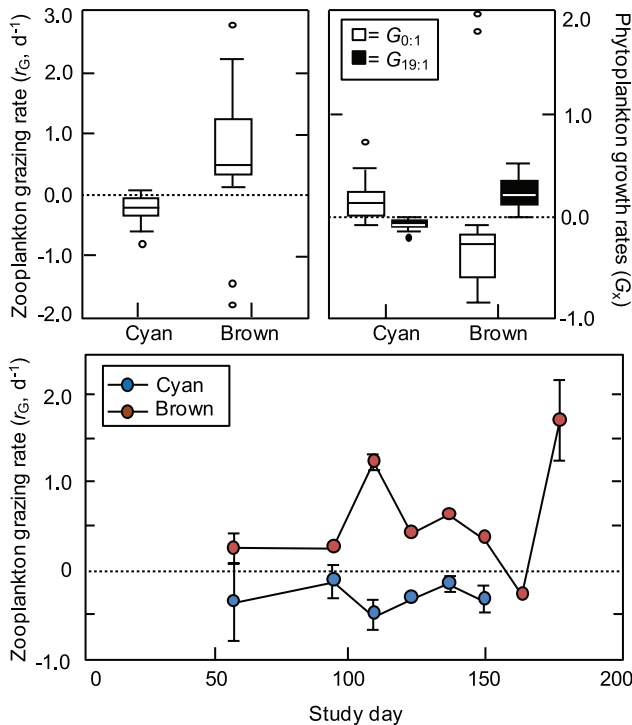 Zooplankton grazing rate (rG, d-1)
3.0
2.0
1.0
0.0
-1.0
-2.0
Cyan Brown
= G0:1
= G19:1
2.0
1.0
0.0
-1.0
Cyan Brown
Phytoplankton growth rates (Gx)
Zooplankton grazing rate (rG, d-1)
Cyan
Brown
2.0
1.0
0
-1.0
0 50 100 150 200
Study day